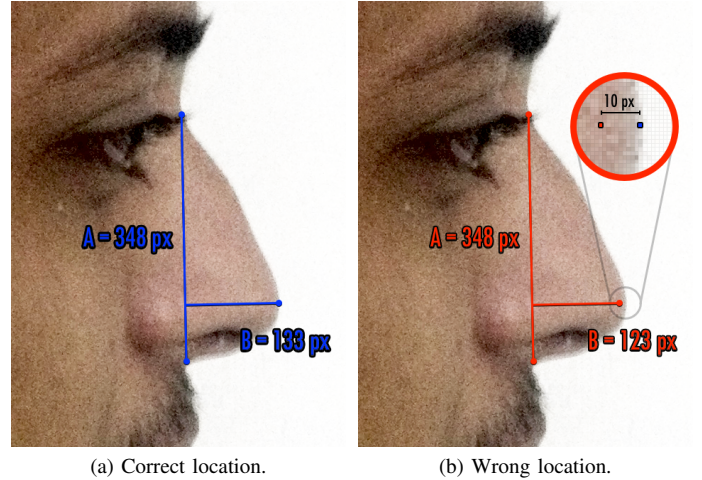 A = 348 px
B = 133 px
10 px
A = 348 px
B = 123 px
(a) Correct location.
(b) Wrong location.